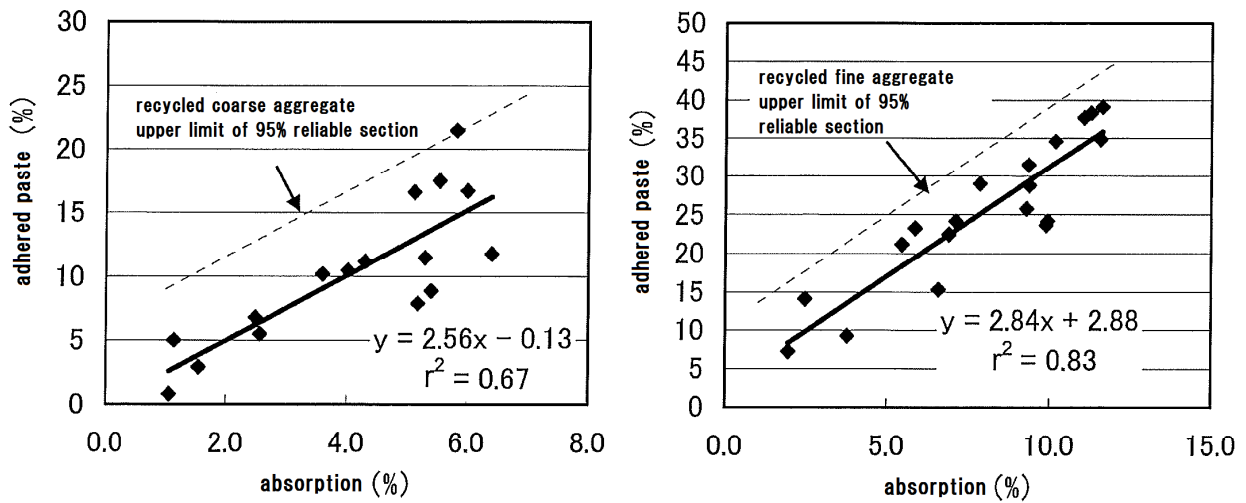 30
25
20
15
10
5
0
adhered paste (%)
recycled coarse aggregate
upper limit of 95% reliable section
y = 2.56x − 0.13
r² = 0.67
0.0 2.0 4.0 6.0 8.0
absorption (%)
50
45
40
35
30
25
20
15
10
5
0
adhered paste (%)
recycled fine aggregate
upper limit of 95%
reliable section
y = 2.84x + 2.88
r² = 0.83
0.0 5.0 10.0 15.0
absorption (%)